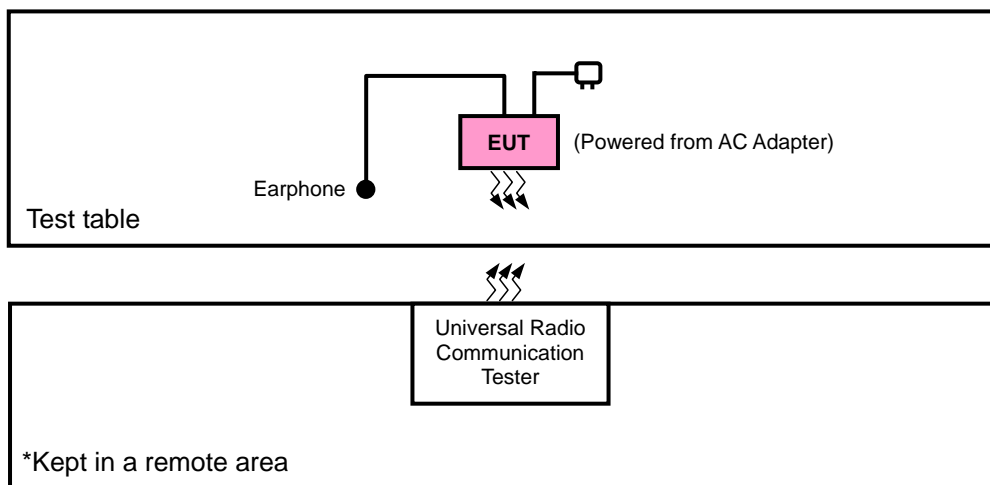 EUT
(Powered from AC Adapter)
Earphone
Test table
Universal Radio
Communication
Tester
*Kept in a remote area